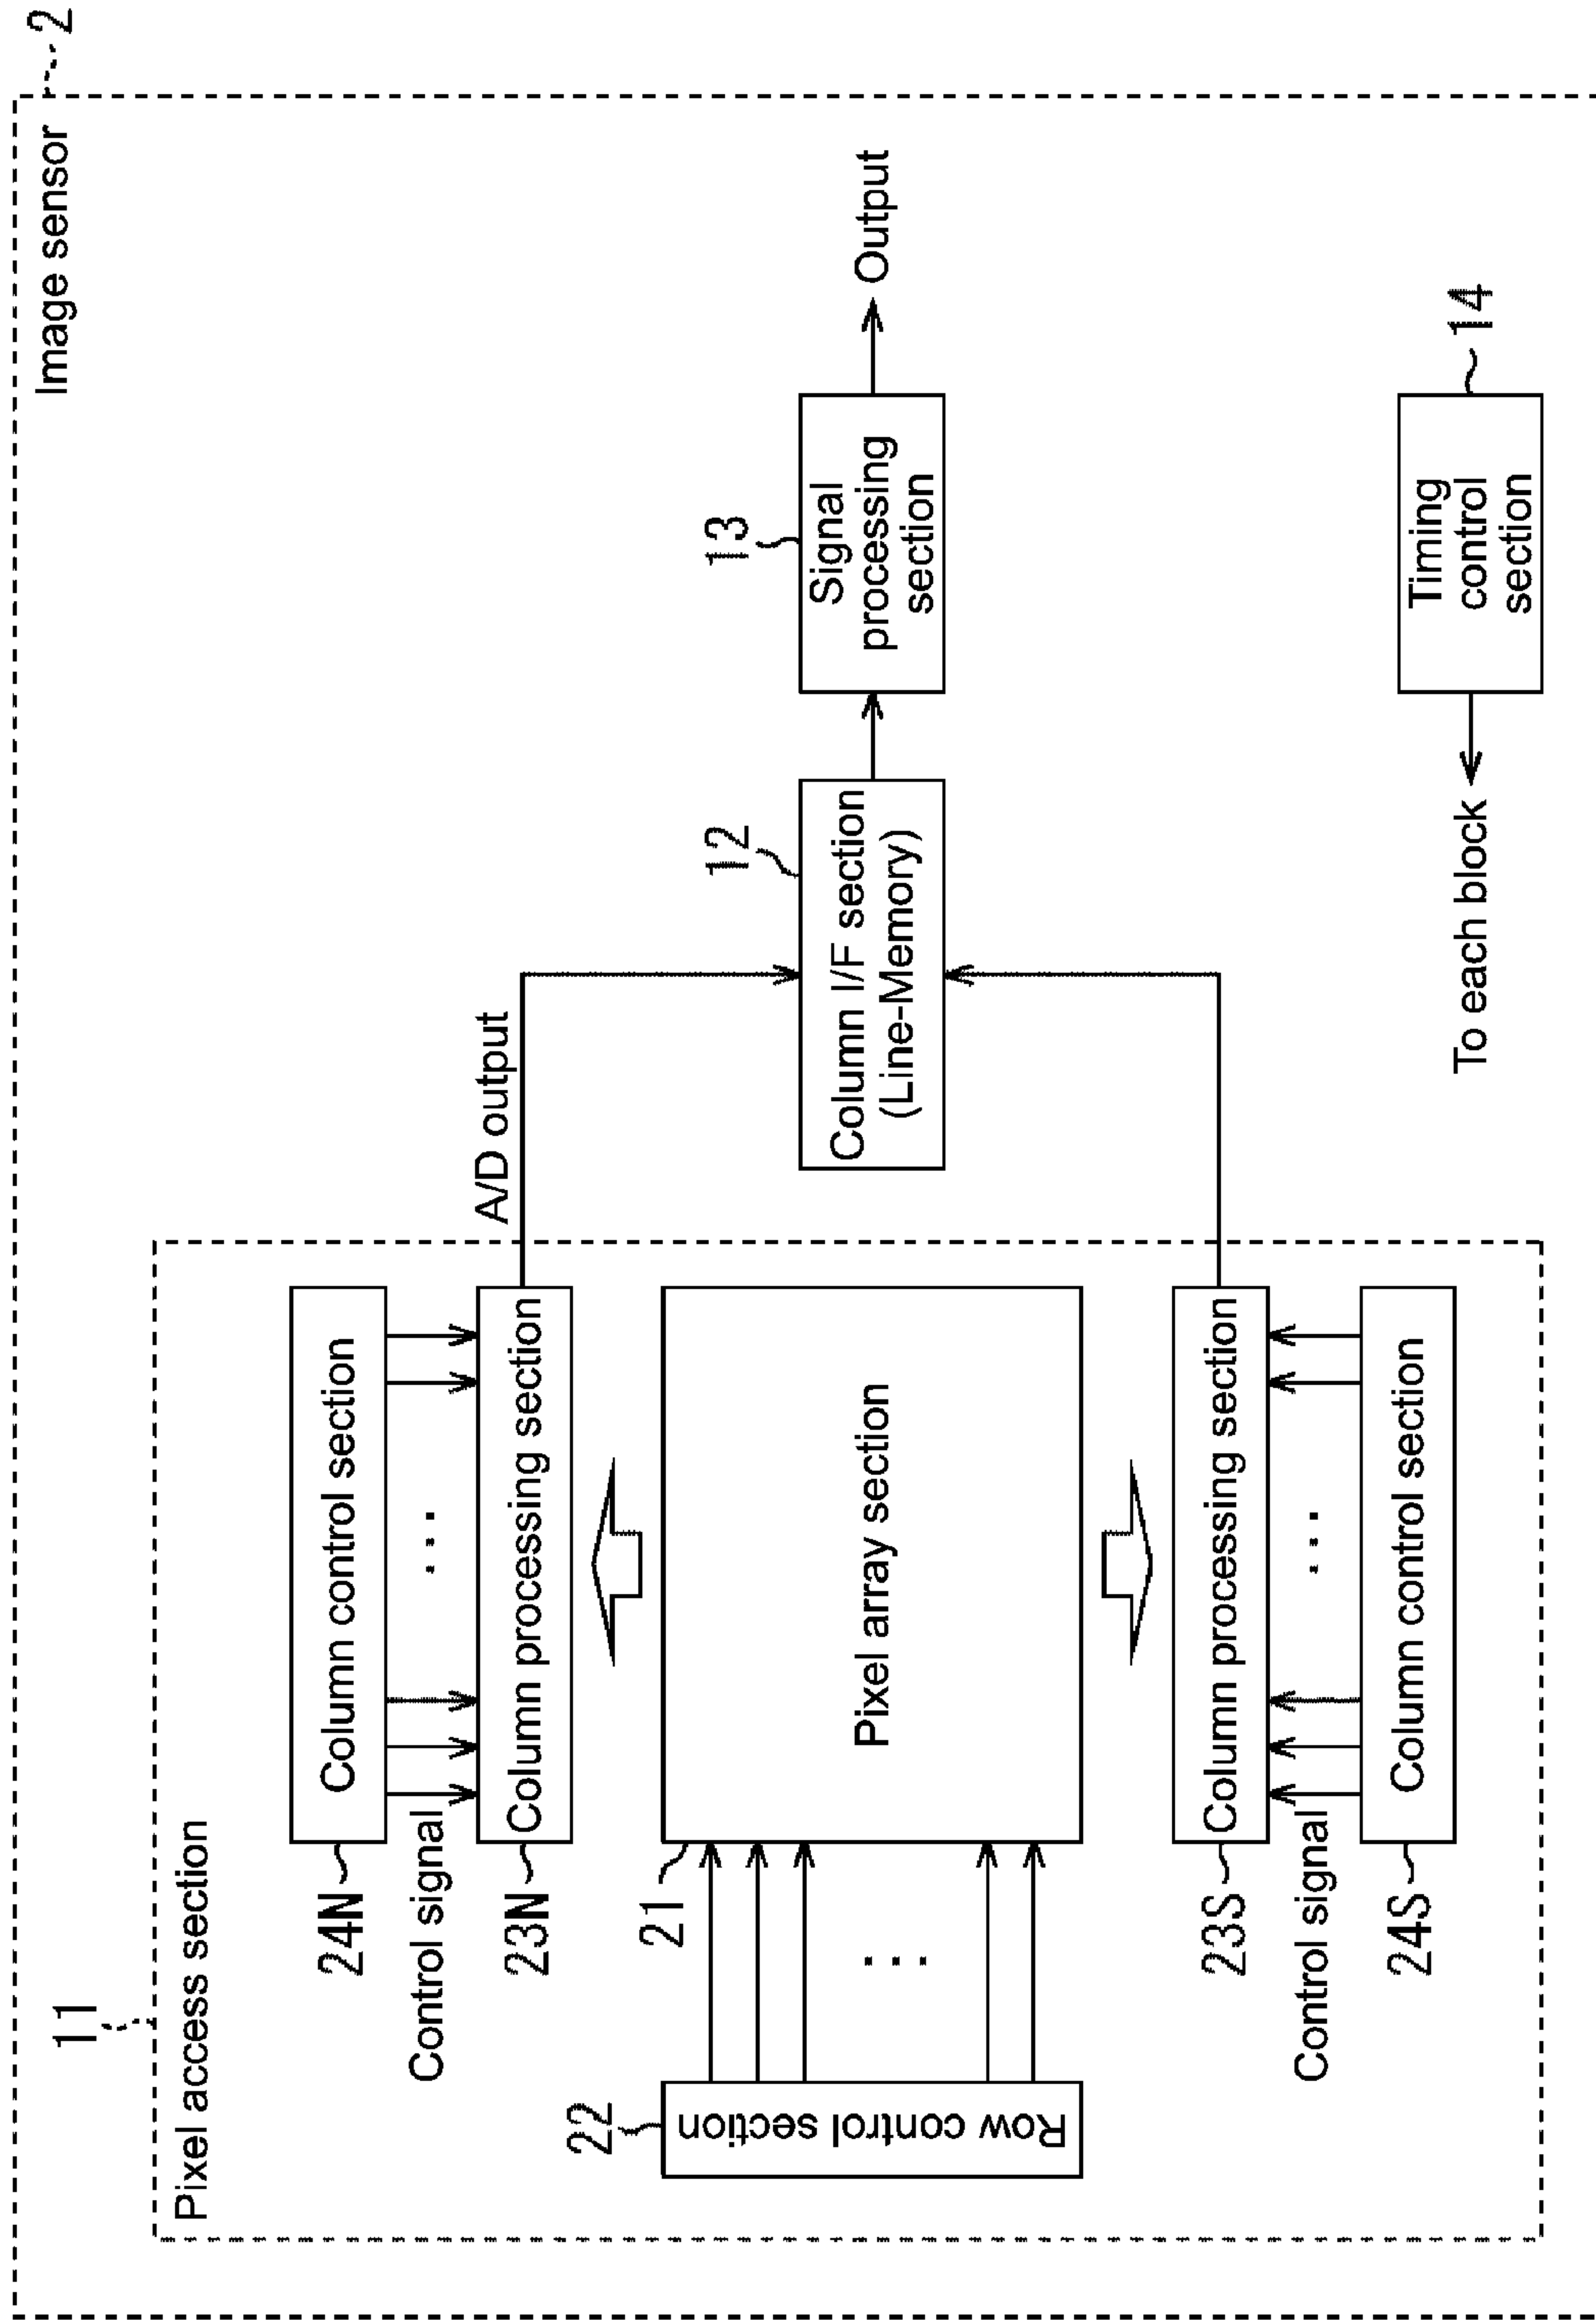 2
Image sensor
11
Pixel access section
24N
Column control section
Control signal
...
23N
Column processing section
A/D output
22
Row control section
...
21
Pixel array section
12
Column I/F section
(Line-Memory)
13
Signal
processing
section
Output
23S
Column processing section
Control signal
...
24S
Column control section
To each block
Timing
control
section
14